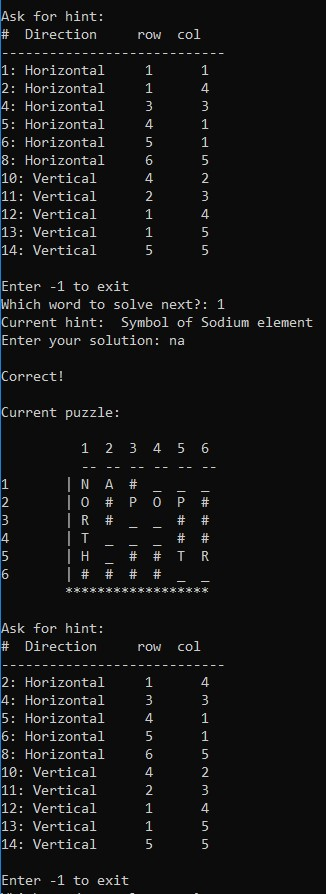 Ask for hint:
#  Direction     row  col
----------------------------
1: Horizontal     1      1
2: Horizontal     1      4
4: Horizontal     3      3
5: Horizontal     4      1
6: Horizontal     5      1
8: Horizontal     6      5
10: Vertical      4      2
11: Vertical      2      3
12: Vertical      1      4
13: Vertical      1      5
14: Vertical      5      5
Enter -1 to exit
Which word to solve next?: 1
Current hint:  Symbol of Sodium element
Enter your solution: na
Correct!
Current puzzle:
1  2  3  4  5  6
-- -- -- -- -- --
1       | N  A  #  _  _  _
2       | O  #  P  O  P  #
3       | R  #  _  _  #  #
4       | T  _  _  _  #  #
5       | H  _  #  #  T  R
6       | #  #  #  #  _  _
******************
Ask for hint:
#  Direction     row  col
----------------------------
2: Horizontal     1      4
4: Horizontal     3      3
5: Horizontal     4      1
6: Horizontal     5      1
8: Horizontal     6      5
10: Vertical      4      2
11: Vertical      2      3
12: Vertical      1      4
13: Vertical      1      5
14: Vertical      5      5
Enter -1 to exit